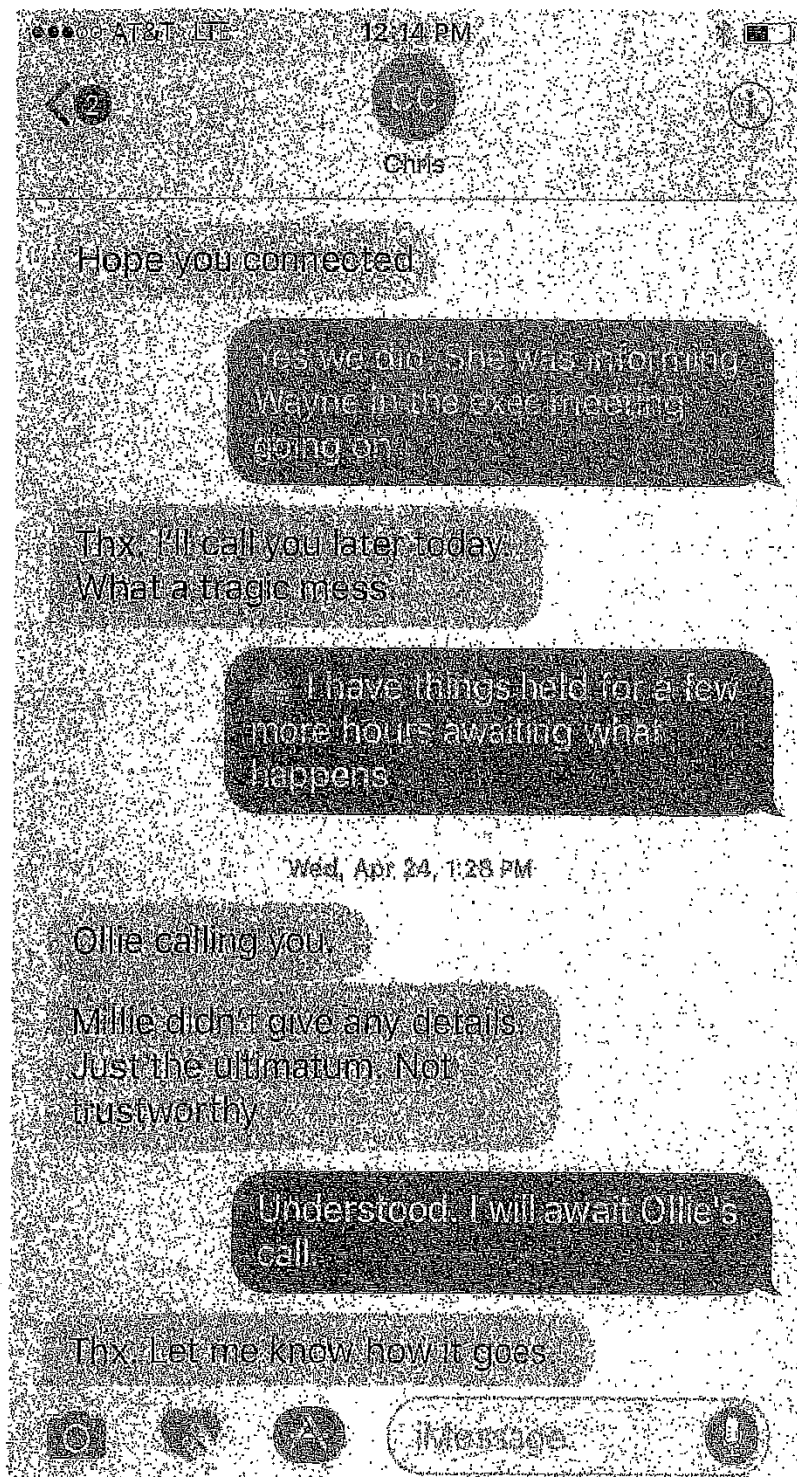 AT&T LTE 12:14 PM
2
CC
Chris
Hope you connected
Yes we did. She was informing
Wayne in the exec meeting
going on
Thx. I'll call you later today.
What a tragic mess.
I have things held for a few
more hours awaiting what
happens
Wed, Apr 24, 1:28 PM
Ollie calling you.
Millie didn't give any details.
Just the ultimatum. Not
trustworthy
Understood. I will await Ollie's
call.
Thx. Let me know how it goes
iMessage